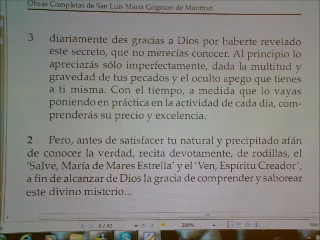 Obras Completas de San Luis María Grignion de Montfort
3 diariamente des gracias a Dios por haberte revelado
este secreto, que no merecías conocer. Al principio lo
apreciarás sólo imperfectamente, dada la multitud y
gravedad de tus pecados y el oculto apego que tienes
a ti misma. Con el tiempo, a medida que lo vayas
poniendo en práctica en la actividad de cada día, com-
prenderás su precio y excelencia.
2 Pero, antes de satisfacer tu natural y precipitado afán
de conocer la verdad, recita devotamente, de rodillas, el
‘Salve, María de Mares Estrella’ y el ‘Ven, Espíritu Creador’,
a fin de alcanzar de Dios la gracia de comprender y saborear
este divino misterio...